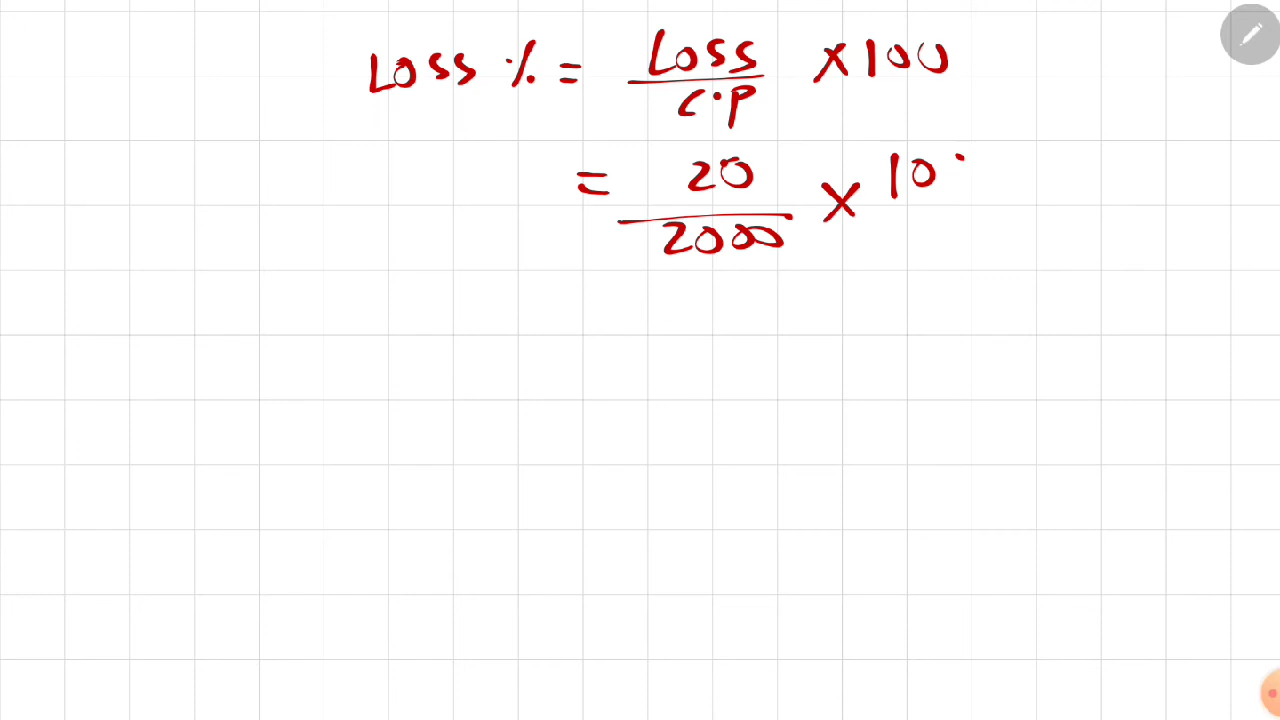 Loss % = Loss / C.P × 100
= 20 / 2000 × 10